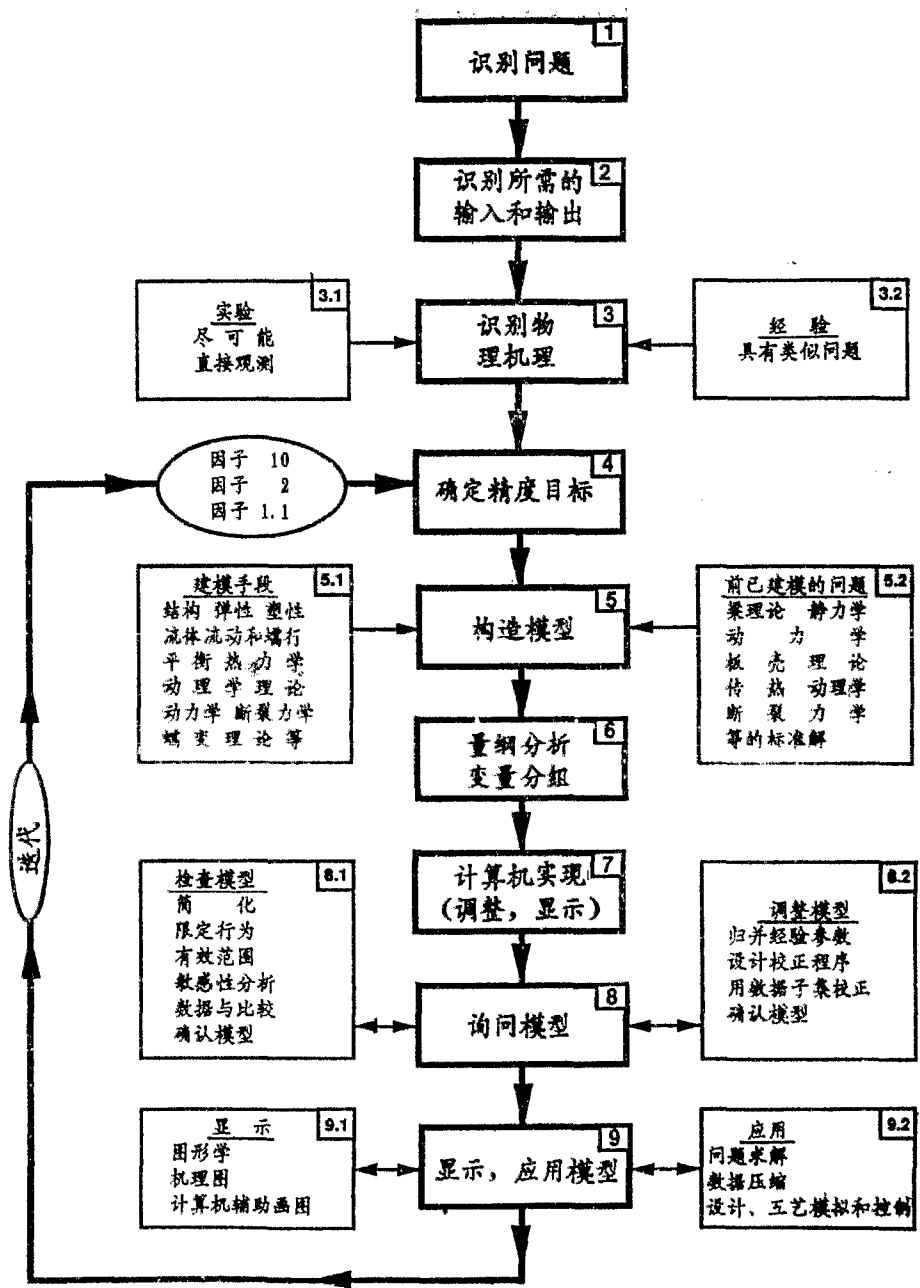 1
识别问题
2
识别所需的
输入和输出
3.1
实验
尽可能
直接观测
3
识别物
理机理
3.2
经验
具有类似问题
因子 10
因子 2
因子 1.1
4
确定精度目标
5.1
建模手段
结构 弹性 塑性
流体流动和蠕行
平衡热力学
动理学理论
动力学 断裂力学
蠕变理论等
5
构造模型
5.2
前已建模的问题
梁理论 静力学
动力学
板壳理论
传热 动理学
断裂力学
等的标准解
6
量纲分析
变量分组
迭代
7
计算机实现
（调整，显示）
8.1
检查模型
简化
限定行为
有效范围
敏感性分析
数据与比较
确认模型
8
询问模型
8.2
调整模型
归并经验参数
设计校正程序
用数据子集校正
确认模型
9.1
显示
图形学
机理图
计算机辅助画图
9
显示，应用模型
9.2
应用
问题求解
数据压缩
设计、工艺模拟和控制